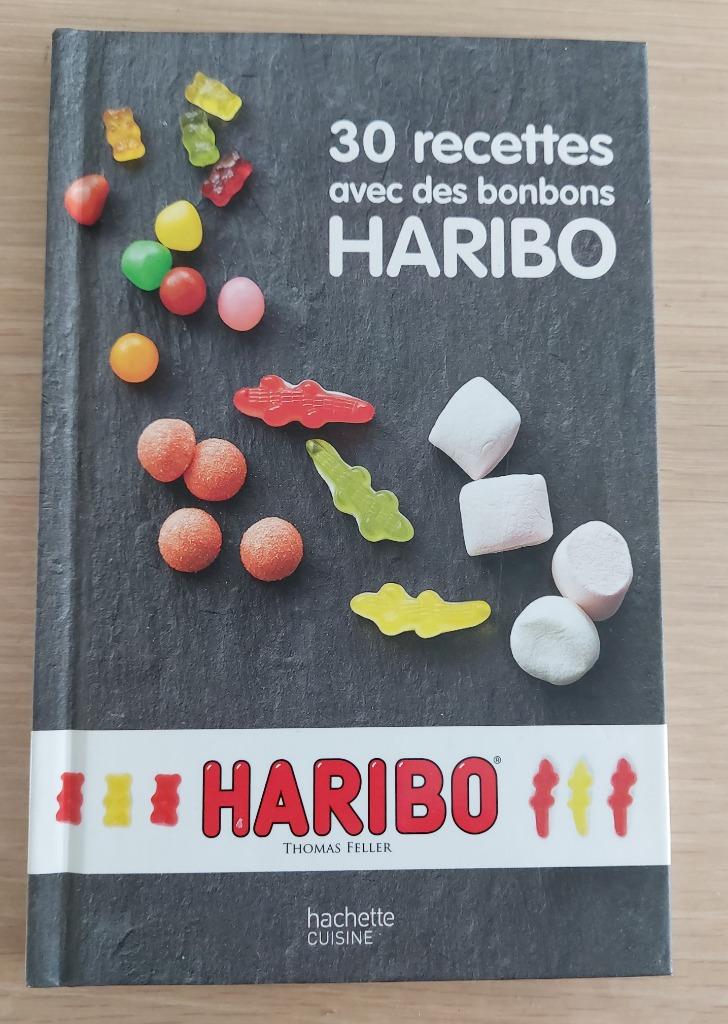 30 recettes
avec des bonbons
HARIBO
HARIBO®
THOMAS FELLER
hachette
CUISINE